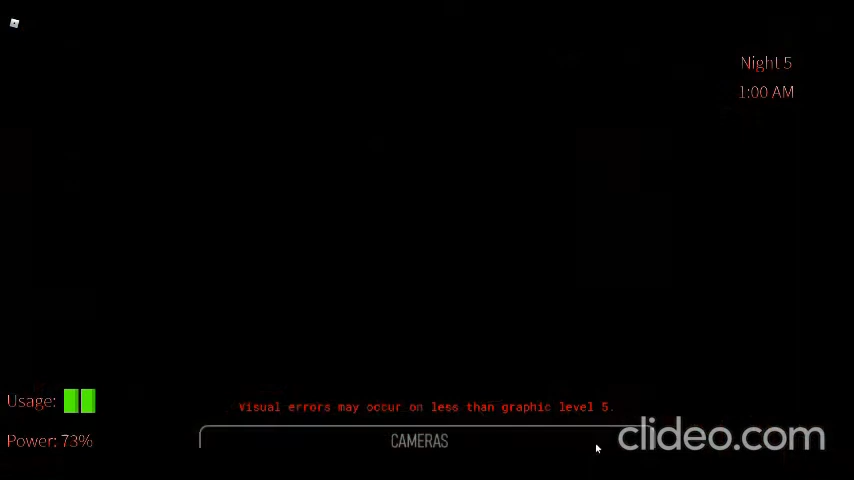 Night 5
1:00 AM
Usage:
Visual errors may occur on less than graphic level 5.
Power: 73%
CAMERAS
clideo.com